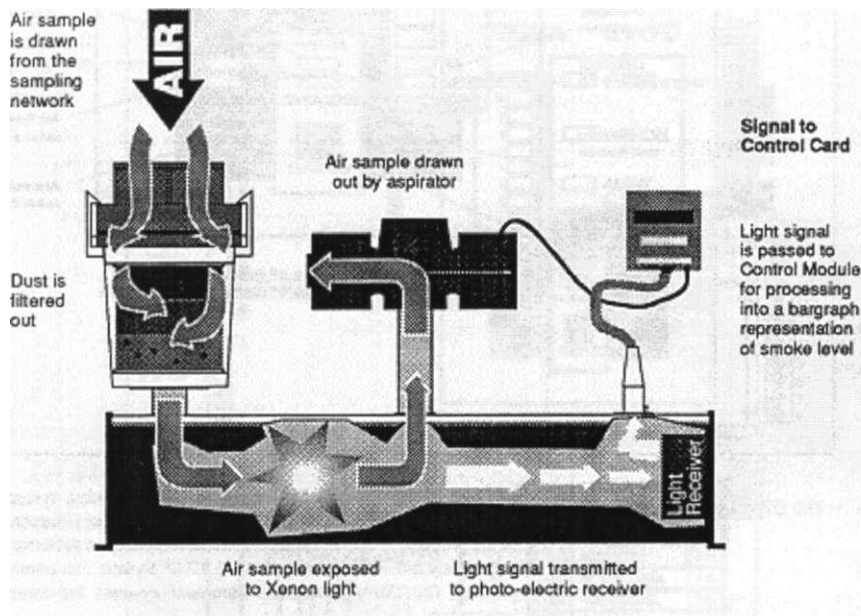 Air sample
is drawn
from the
sampling
network
AIR
Air sample drawn
out by aspirator
Signal to
Control Card
Light signal
is passed to
Control Module
for processing
into a bargraph
representation
of smoke level
Dust is
filtered
out
Light
Receiver
Air sample exposed
to Xenon light
Light signal transmitted
to photo-electric receiver